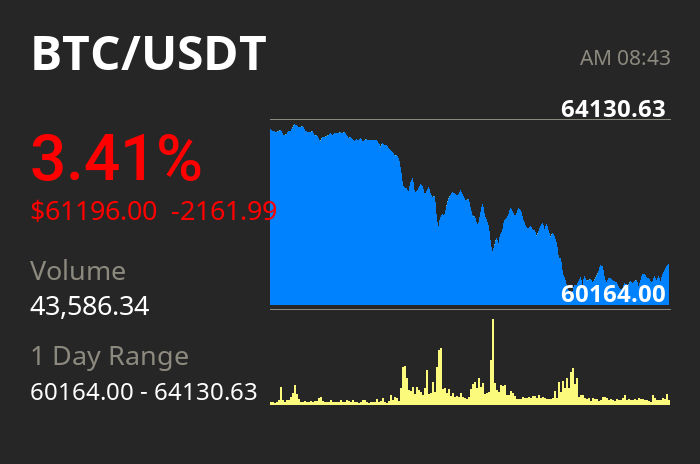 BTC/USDT
AM 08:43
64130.63
3.41%
$61196.00 -2161.99
Volume
43,586.34
60164.00
1 Day Range
60164.00 - 64130.63